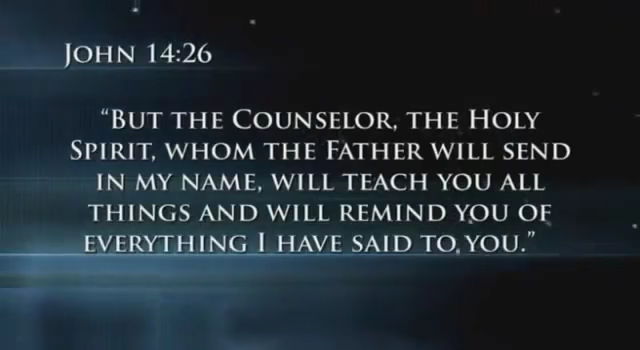 John 14:26
“But the Counselor, the Holy
Spirit, whom the Father will send
in my name, will teach you all
things and will remind you of
everything I have said to you.”